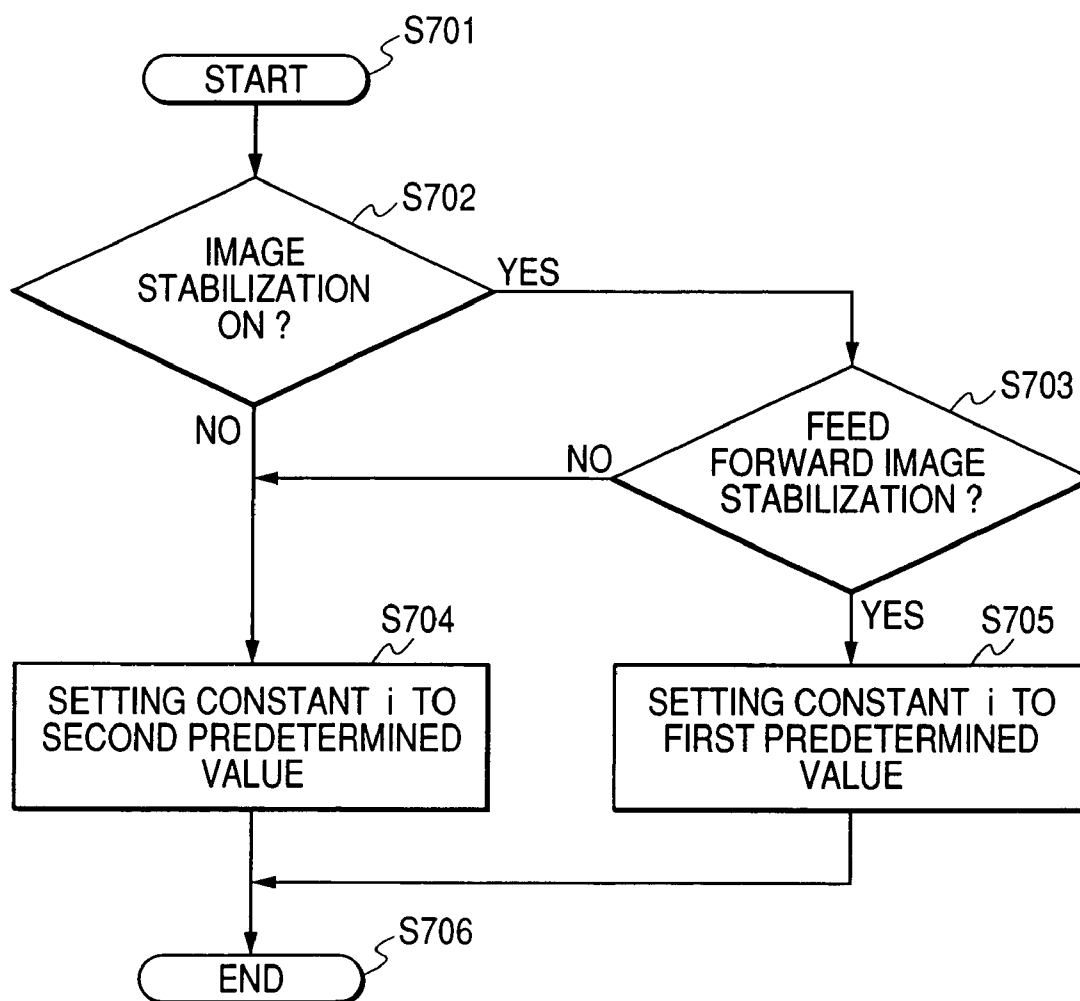 S701
START
S702
IMAGE
STABILIZATION
ON ?
YES
NO
S703
FEED
FORWARD IMAGE
STABILIZATION ?
NO
YES
S704
SETTING CONSTANT i TO
SECOND PREDETERMINED
VALUE
S705
SETTING CONSTANT i TO
FIRST PREDETERMINED
VALUE
S706
END